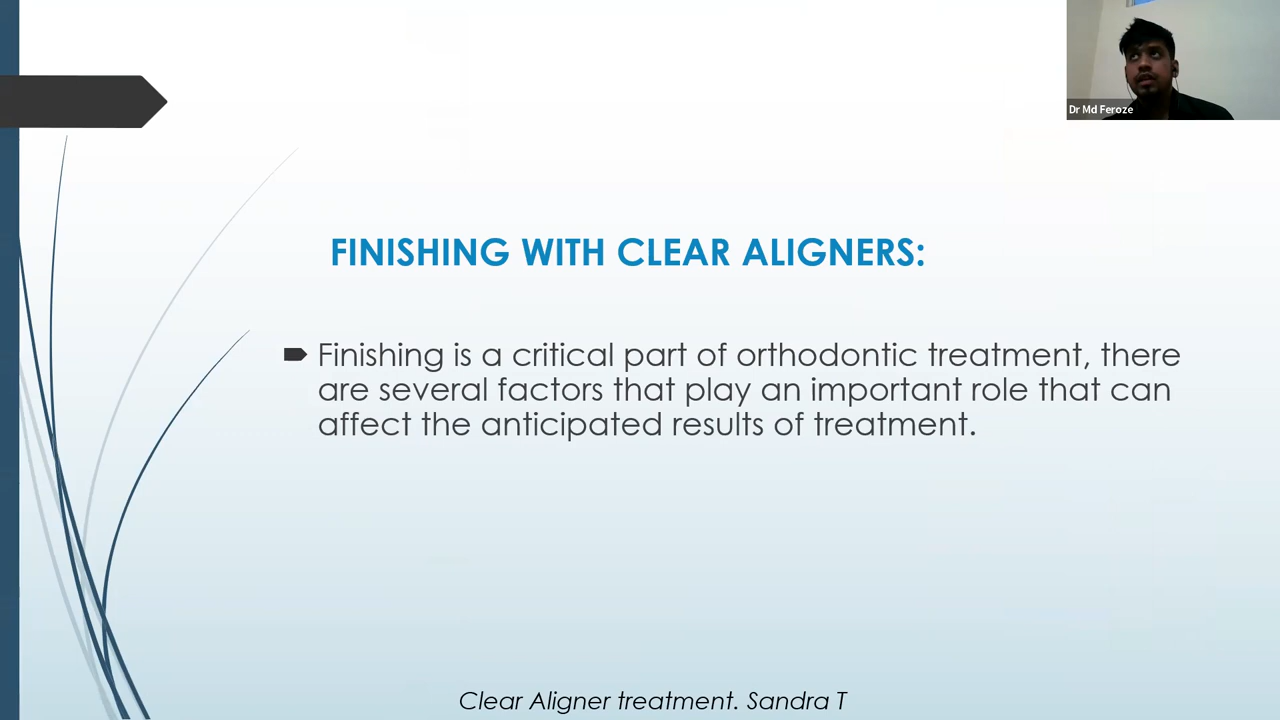 Dr Md Feroze
FINISHING WITH CLEAR ALIGNERS:
Finishing is a critical part of orthodontic treatment, there
are several factors that play an important role that can
affect the anticipated results of treatment.
Clear Aligner treatment. Sandra T